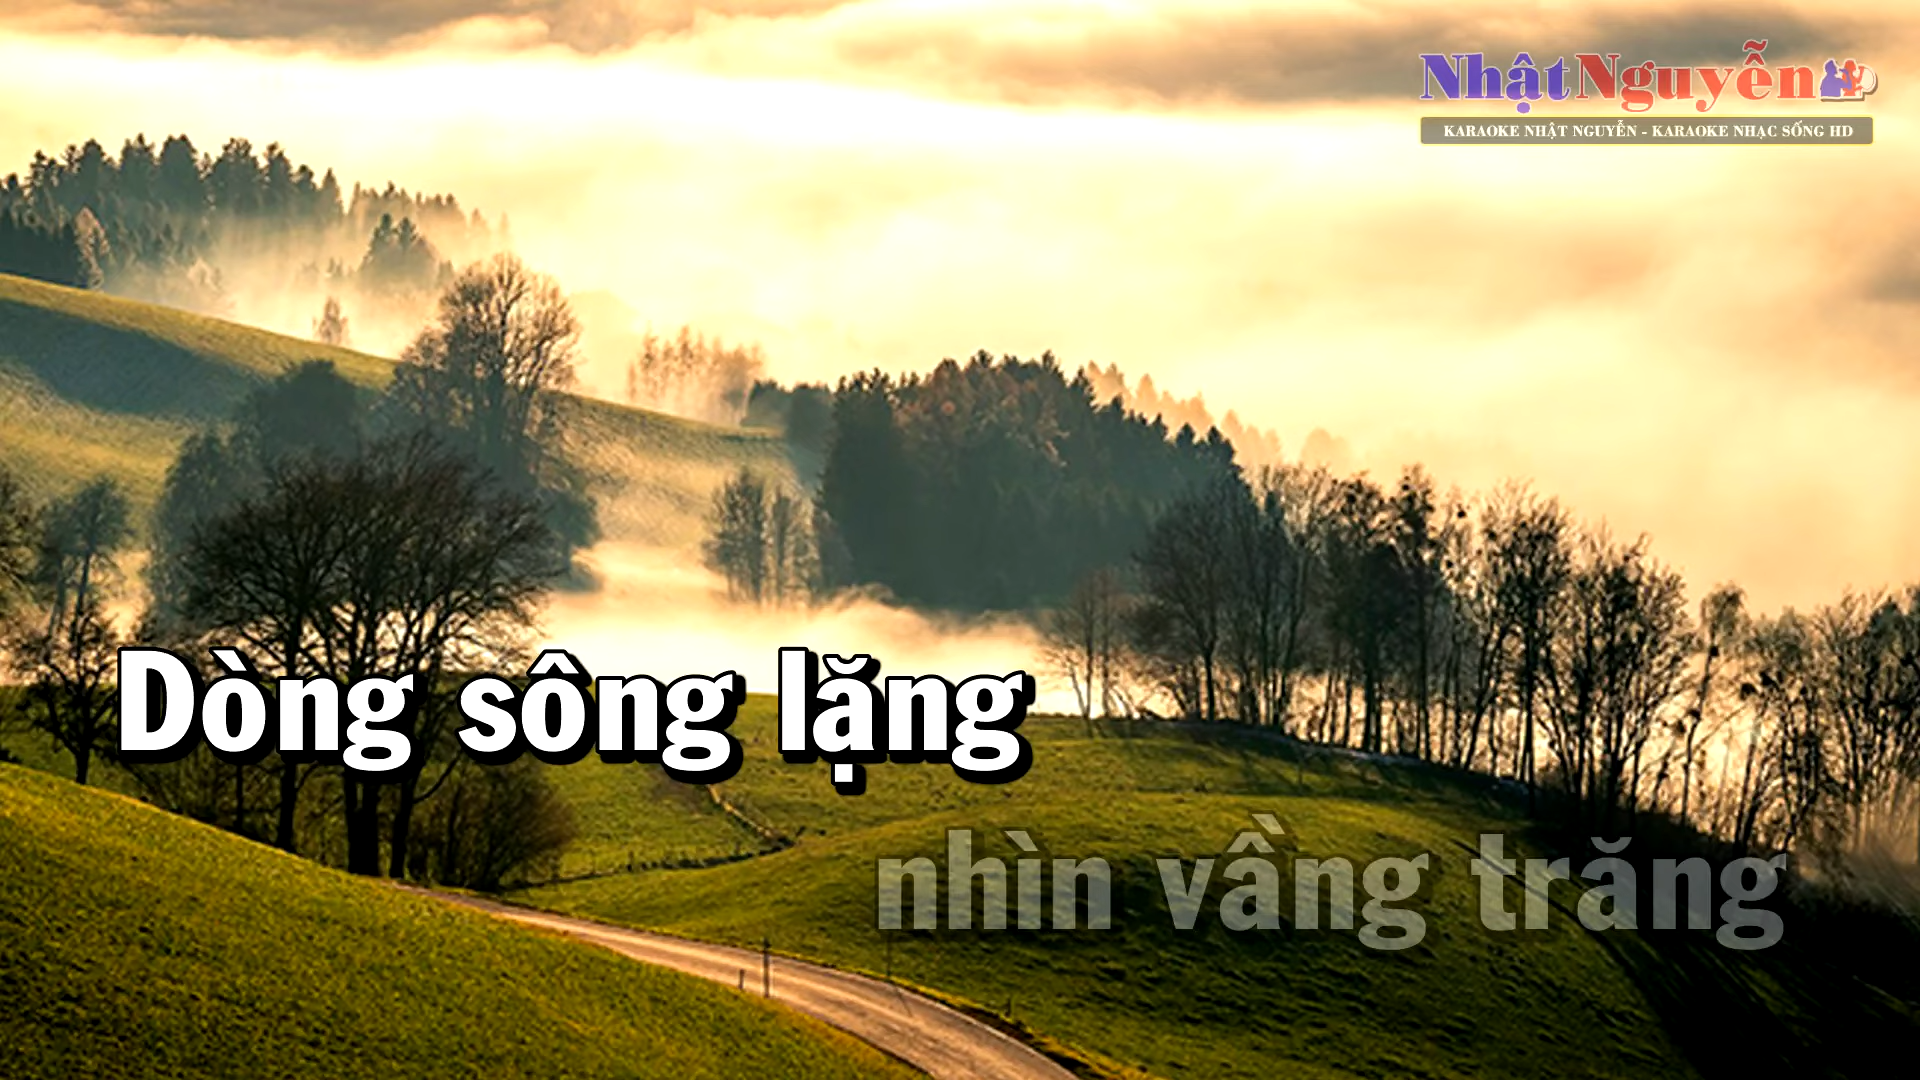 NhậtNguyễn
KARAOKE NHẬT NGUYỄN - KARAOKE NHẠC SỐNG HD
Dòng sông lặng
nhìn vầng trăng